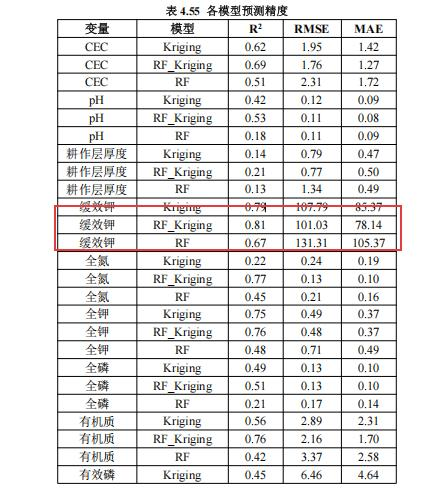 表 4.55 各模型预测精度
变量 模型 R² RMSE MAE
CEC Kriging 0.62 1.95 1.42
CEC RF_Kriging 0.69 1.76 1.27
CEC RF 0.51 2.31 1.72
pH Kriging 0.42 0.12 0.09
pH RF_Kriging 0.53 0.11 0.08
pH RF 0.18 0.11 0.09
耕作层厚度 Kriging 0.14 0.79 0.47
耕作层厚度 RF_Kriging 0.21 0.77 0.50
耕作层厚度 RF 0.13 1.34 0.49
缓效钾 Kriging 0.79 107.79 85.37
缓效钾 RF_Kriging 0.81 101.03 78.14
缓效钾 RF 0.67 131.31 105.37
全氮 Kriging 0.22 0.24 0.19
全氮 RF_Kriging 0.77 0.13 0.10
全氮 RF 0.45 0.21 0.16
全钾 Kriging 0.75 0.49 0.37
全钾 RF_Kriging 0.76 0.48 0.37
全钾 RF 0.48 0.71 0.49
全磷 Kriging 0.49 0.13 0.10
全磷 RF_Kriging 0.51 0.13 0.10
全磷 RF 0.21 0.17 0.14
有机质 Kriging 0.56 2.89 2.31
有机质 RF_Kriging 0.76 2.16 1.70
有机质 RF 0.42 3.37 2.58
有效磷 Kriging 0.45 6.46 4.64